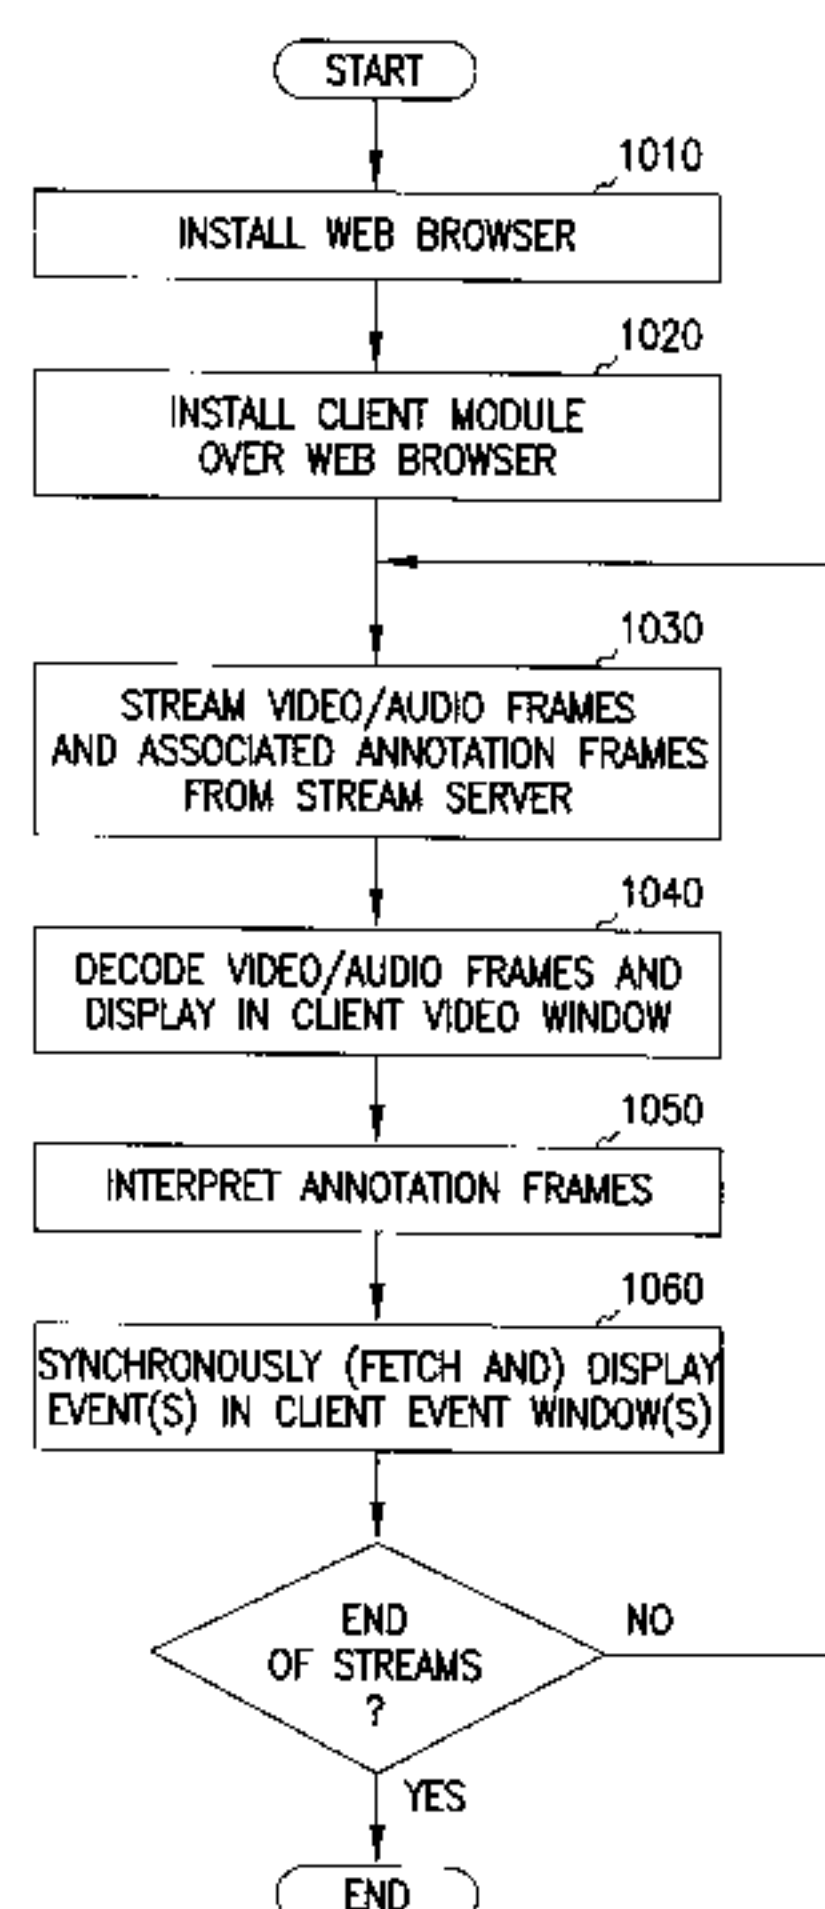 START
1010
INSTALL WEB BROWSER
1020
INSTALL CLIENT MODULE
OVER WEB BROWSER
1030
STREAM VIDEO/AUDIO FRAMES
AND ASSOCIATED ANNOTATION FRAMES
FROM STREAM SERVER
1040
DECODE VIDEO/AUDIO FRAMES AND
DISPLAY IN CLIENT VIDEO WINDOW
1050
INTERPRET ANNOTATION FRAMES
1060
SYNCHRONOUSLY (FETCH AND) DISPLAY
EVENT(S) IN CLIENT EVENT WINDOW(S)
END
OF STREAMS
?
NO
YES
END